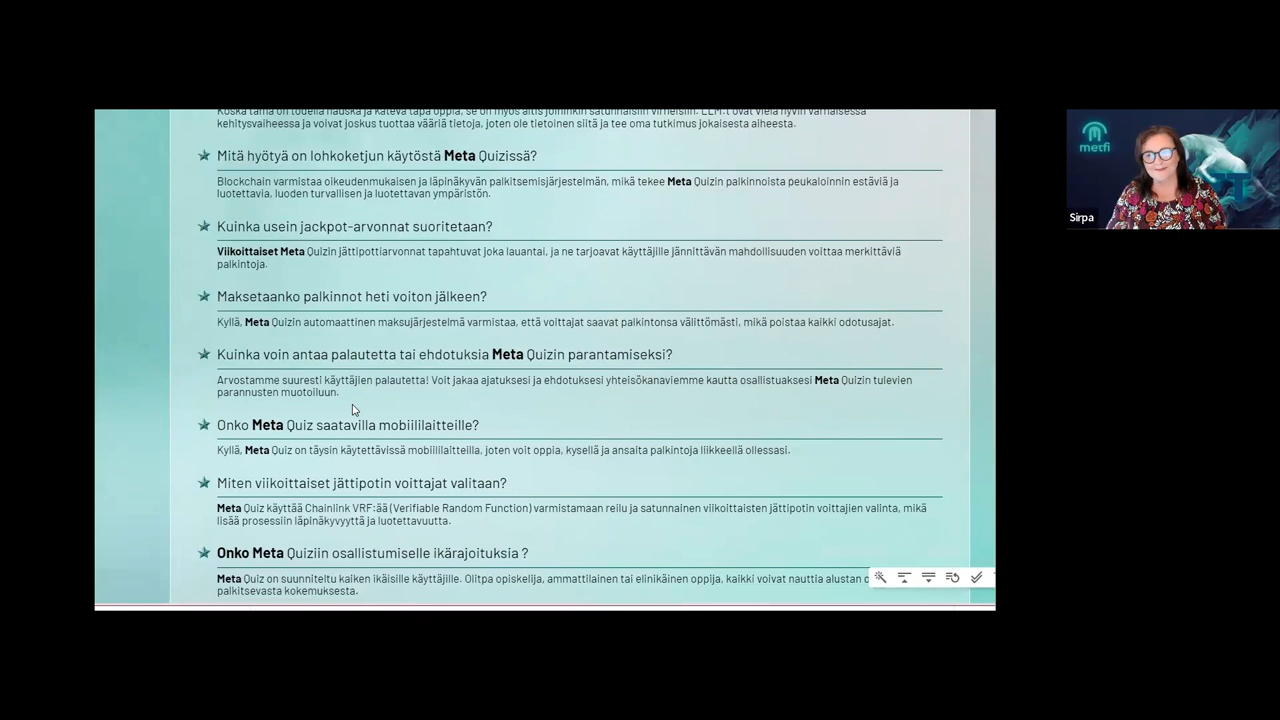 Koska tämä on todella hauska ja kätevä tapa oppia, se on myös altis joihinkin satunnaisiin virheisiin. LLM:t ovat vielä hyvin varhaisessa
kehitysvaiheessa ja voivat joskus tuottaa vääriä tietoja, joten ole tietoinen siitä ja tee oma tutkimus jokaisesta aiheesta.
Mitä hyötyä on lohkoketjun käytöstä Meta Quizissä?
Blockchain varmistaa oikeudenmukaisen ja läpinäkyvän palkitsemisjärjestelmän, mikä tekee Meta Quizin palkinnoista peukaloinnin estäviä ja
luotettavia, luoden turvallisen ja luotettavan ympäristön.
Kuinka usein jackpot-arvonnat suoritetaan?
Viikoittaiset Meta Quizin jättipottiarvonnat tapahtuvat joka lauantai, ja ne tarjoavat käyttäjille jännittävän mahdollisuuden voittaa merkittäviä
palkintoja.
Maksetaanko palkinnot heti voiton jälkeen?
Kyllä, Meta Quizin automaattinen maksujärjestelmä varmistaa, että voittajat saavat palkintonsa välittömästi, mikä poistaa kaikki odotusajat.
Kuinka voin antaa palautetta tai ehdotuksia Meta Quizin parantamiseksi?
Arvostamme suuresti käyttäjien palautetta! Voit jakaa ajatuksesi ja ehdotuksesi yhteisökanaviemme kautta osallistuaksesi Meta Quizin tulevien
parannusten muotoiluun.
Onko Meta Quiz saatavilla mobiililaitteille?
Kyllä, Meta Quiz on täysin käytettävissä mobiililaitteilla, joten voit oppia, kysellä ja ansaita palkintoja liikkeellä ollessasi.
Miten viikoittaiset jättipotin voittajat valitaan?
Meta Quiz käyttää Chainlink VRF:ää (Verifiable Random Function) varmistamaan reilu ja satunnainen viikoittaisten jättipotin voittajien valinta, mikä
lisää prosessiin läpinäkyvyyttä ja luotettavuutta.
Onko Meta Quiziin osallistumiselle ikärajoituksia ?
Meta Quiz on suunniteltu kaiken ikäisille käyttäjille. Olitpa opiskelija, ammattilainen tai elinikäinen oppija, kaikki voivat nauttia alustan
palkitsevasta kokemuksesta.
metfi
Sirpa